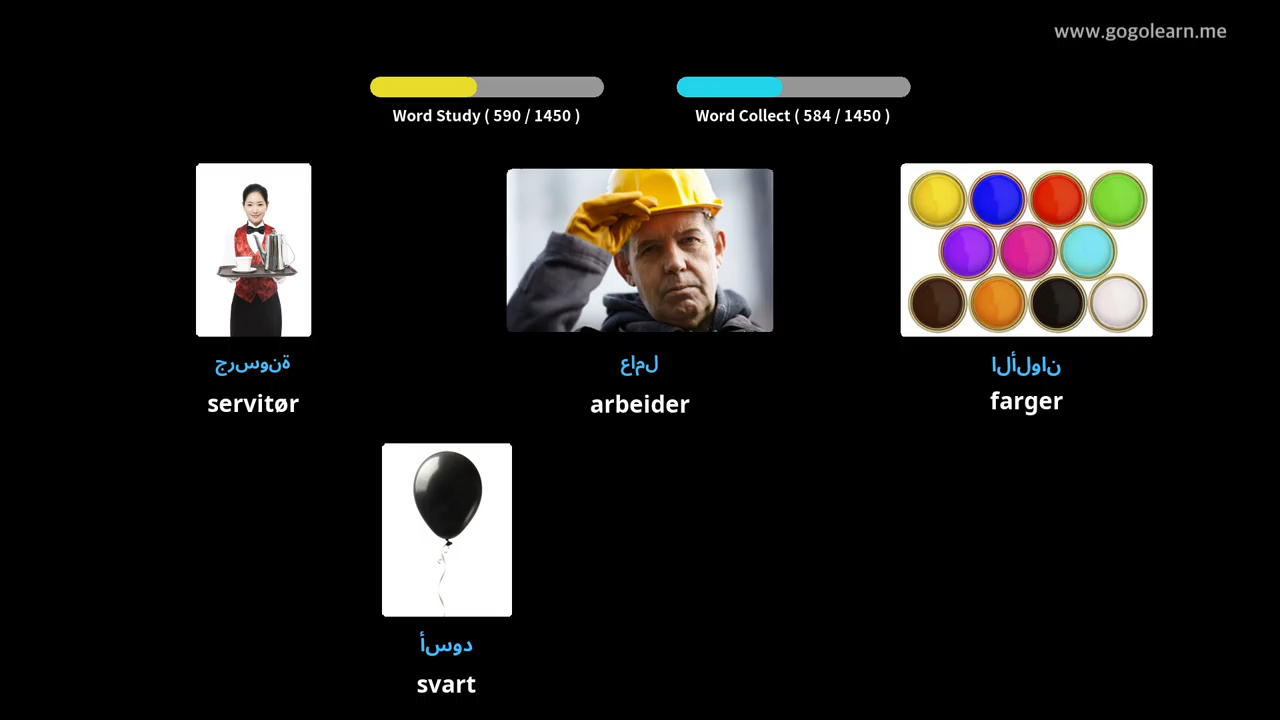 www.gogolearn.me
Word Study ( 590 / 1450 )
Word Collect ( 584 / 1450 )
جرسونة
عامل
الألوان
servitør
arbeider
farger
أسود
svart